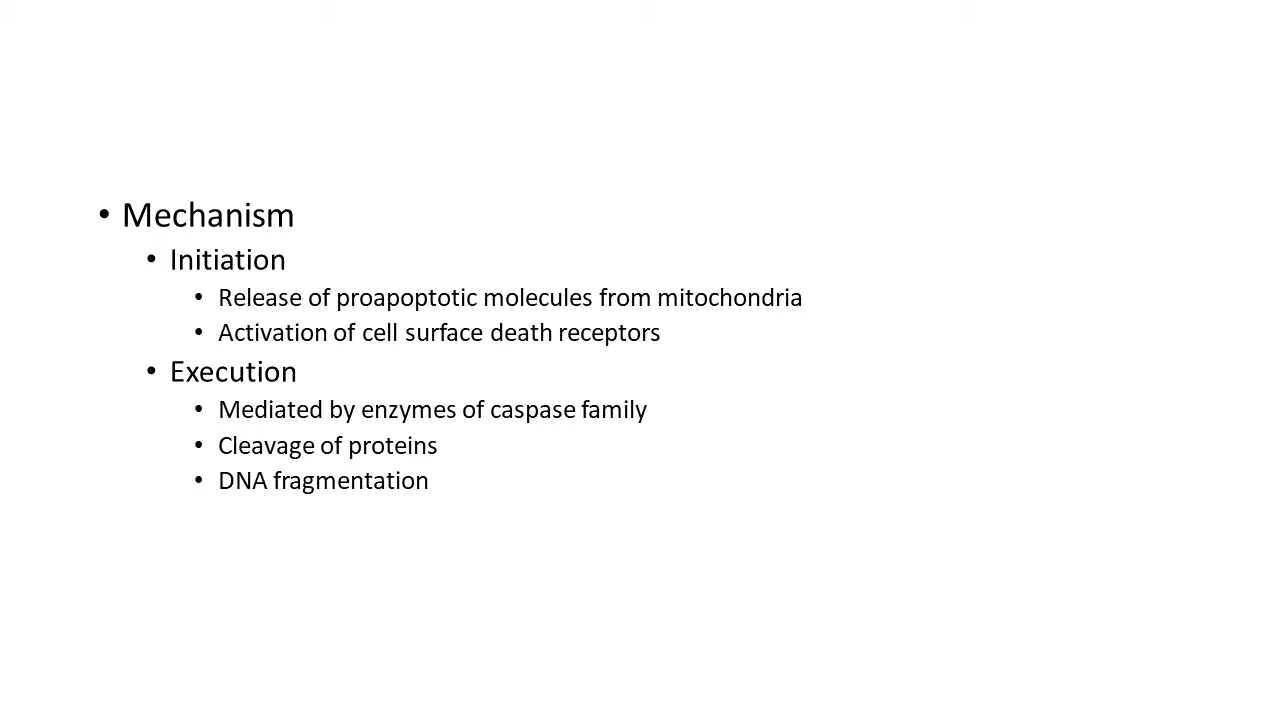 • Mechanism
• Initiation
• Release of proapoptotic molecules from mitochondria
• Activation of cell surface death receptors
• Execution
• Mediated by enzymes of caspase family
• Cleavage of proteins
• DNA fragmentation